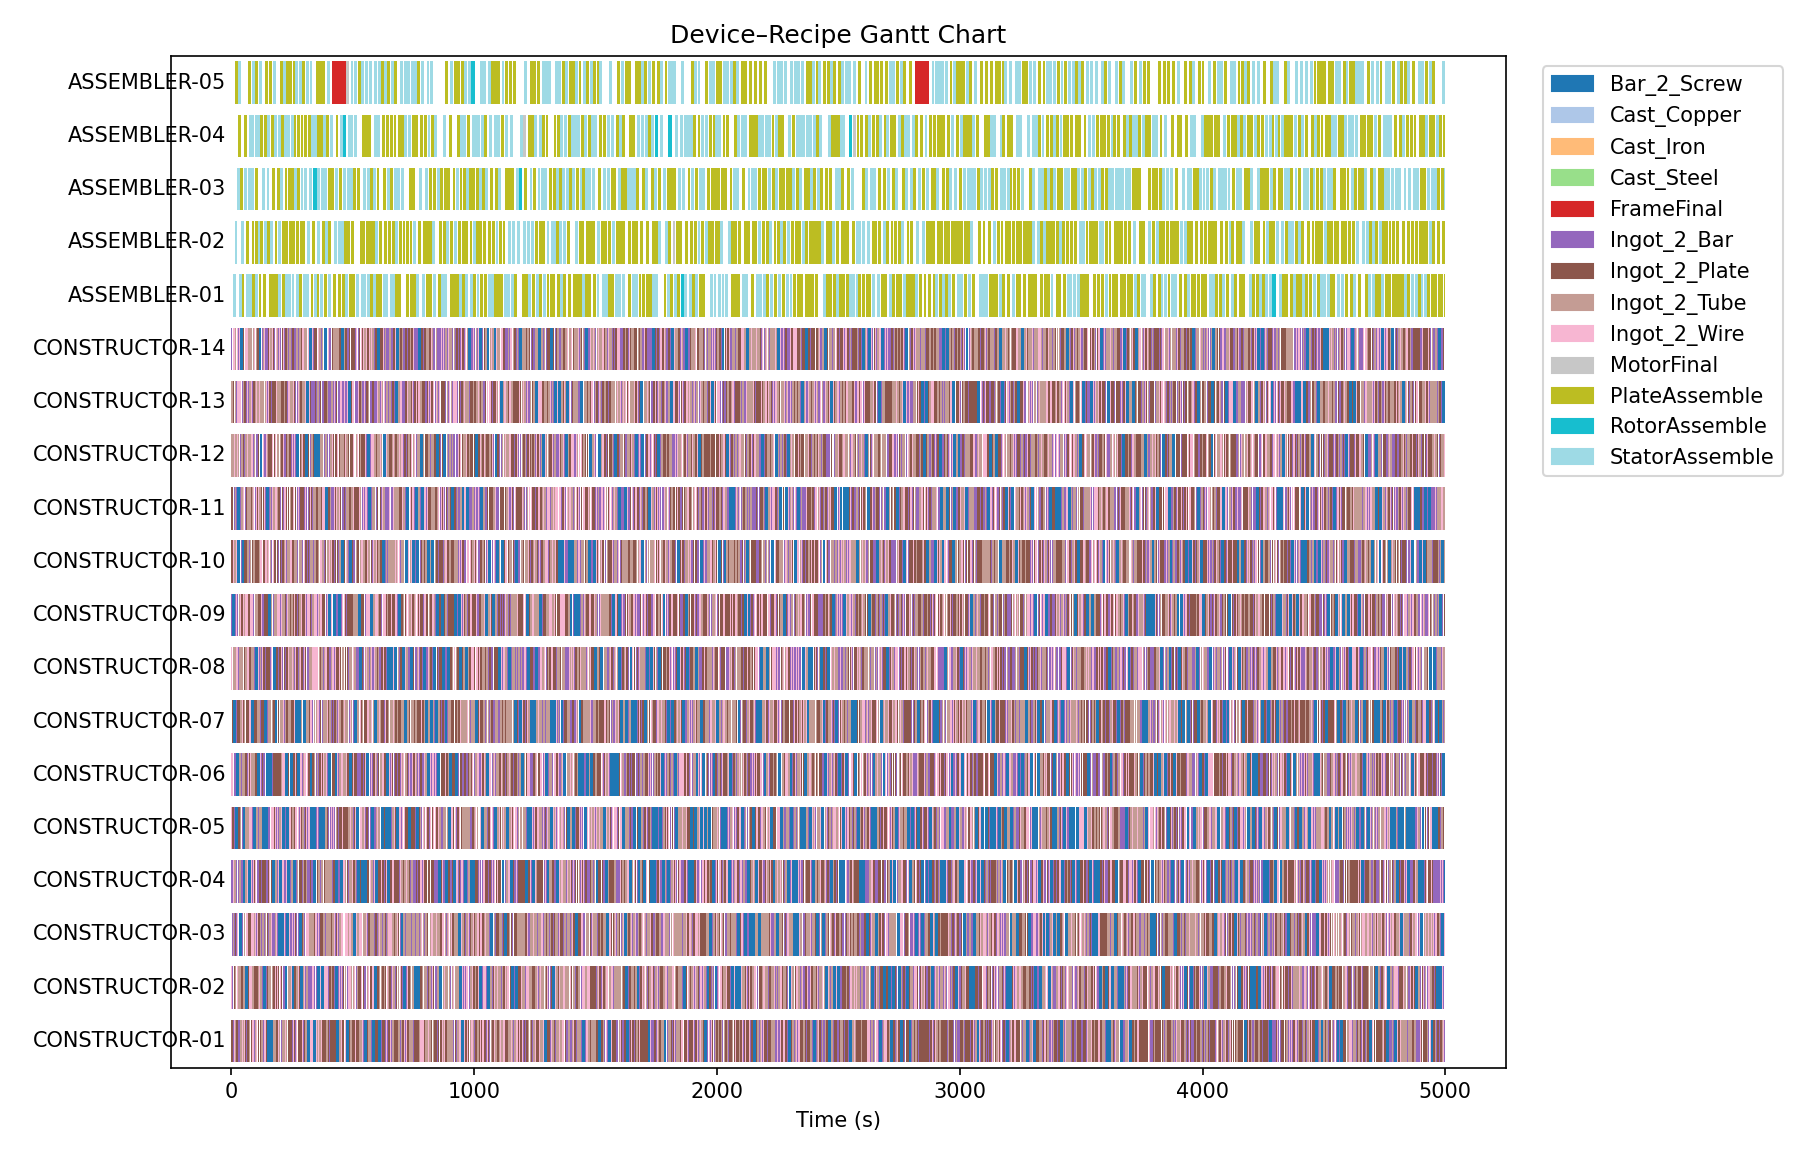 Device–Recipe Gantt Chart
ASSEMBLER-05
ASSEMBLER-04
ASSEMBLER-03
ASSEMBLER-02
ASSEMBLER-01
CONSTRUCTOR-14
CONSTRUCTOR-13
CONSTRUCTOR-12
CONSTRUCTOR-11
CONSTRUCTOR-10
CONSTRUCTOR-09
CONSTRUCTOR-08
CONSTRUCTOR-07
CONSTRUCTOR-06
CONSTRUCTOR-05
CONSTRUCTOR-04
CONSTRUCTOR-03
CONSTRUCTOR-02
CONSTRUCTOR-01
0 1000 2000 3000 4000 5000
Time (s)
Bar_2_Screw
Cast_Copper
Cast_Iron
Cast_Steel
FrameFinal
Ingot_2_Bar
Ingot_2_Plate
Ingot_2_Tube
Ingot_2_Wire
MotorFinal
PlateAssemble
RotorAssemble
StatorAssemble